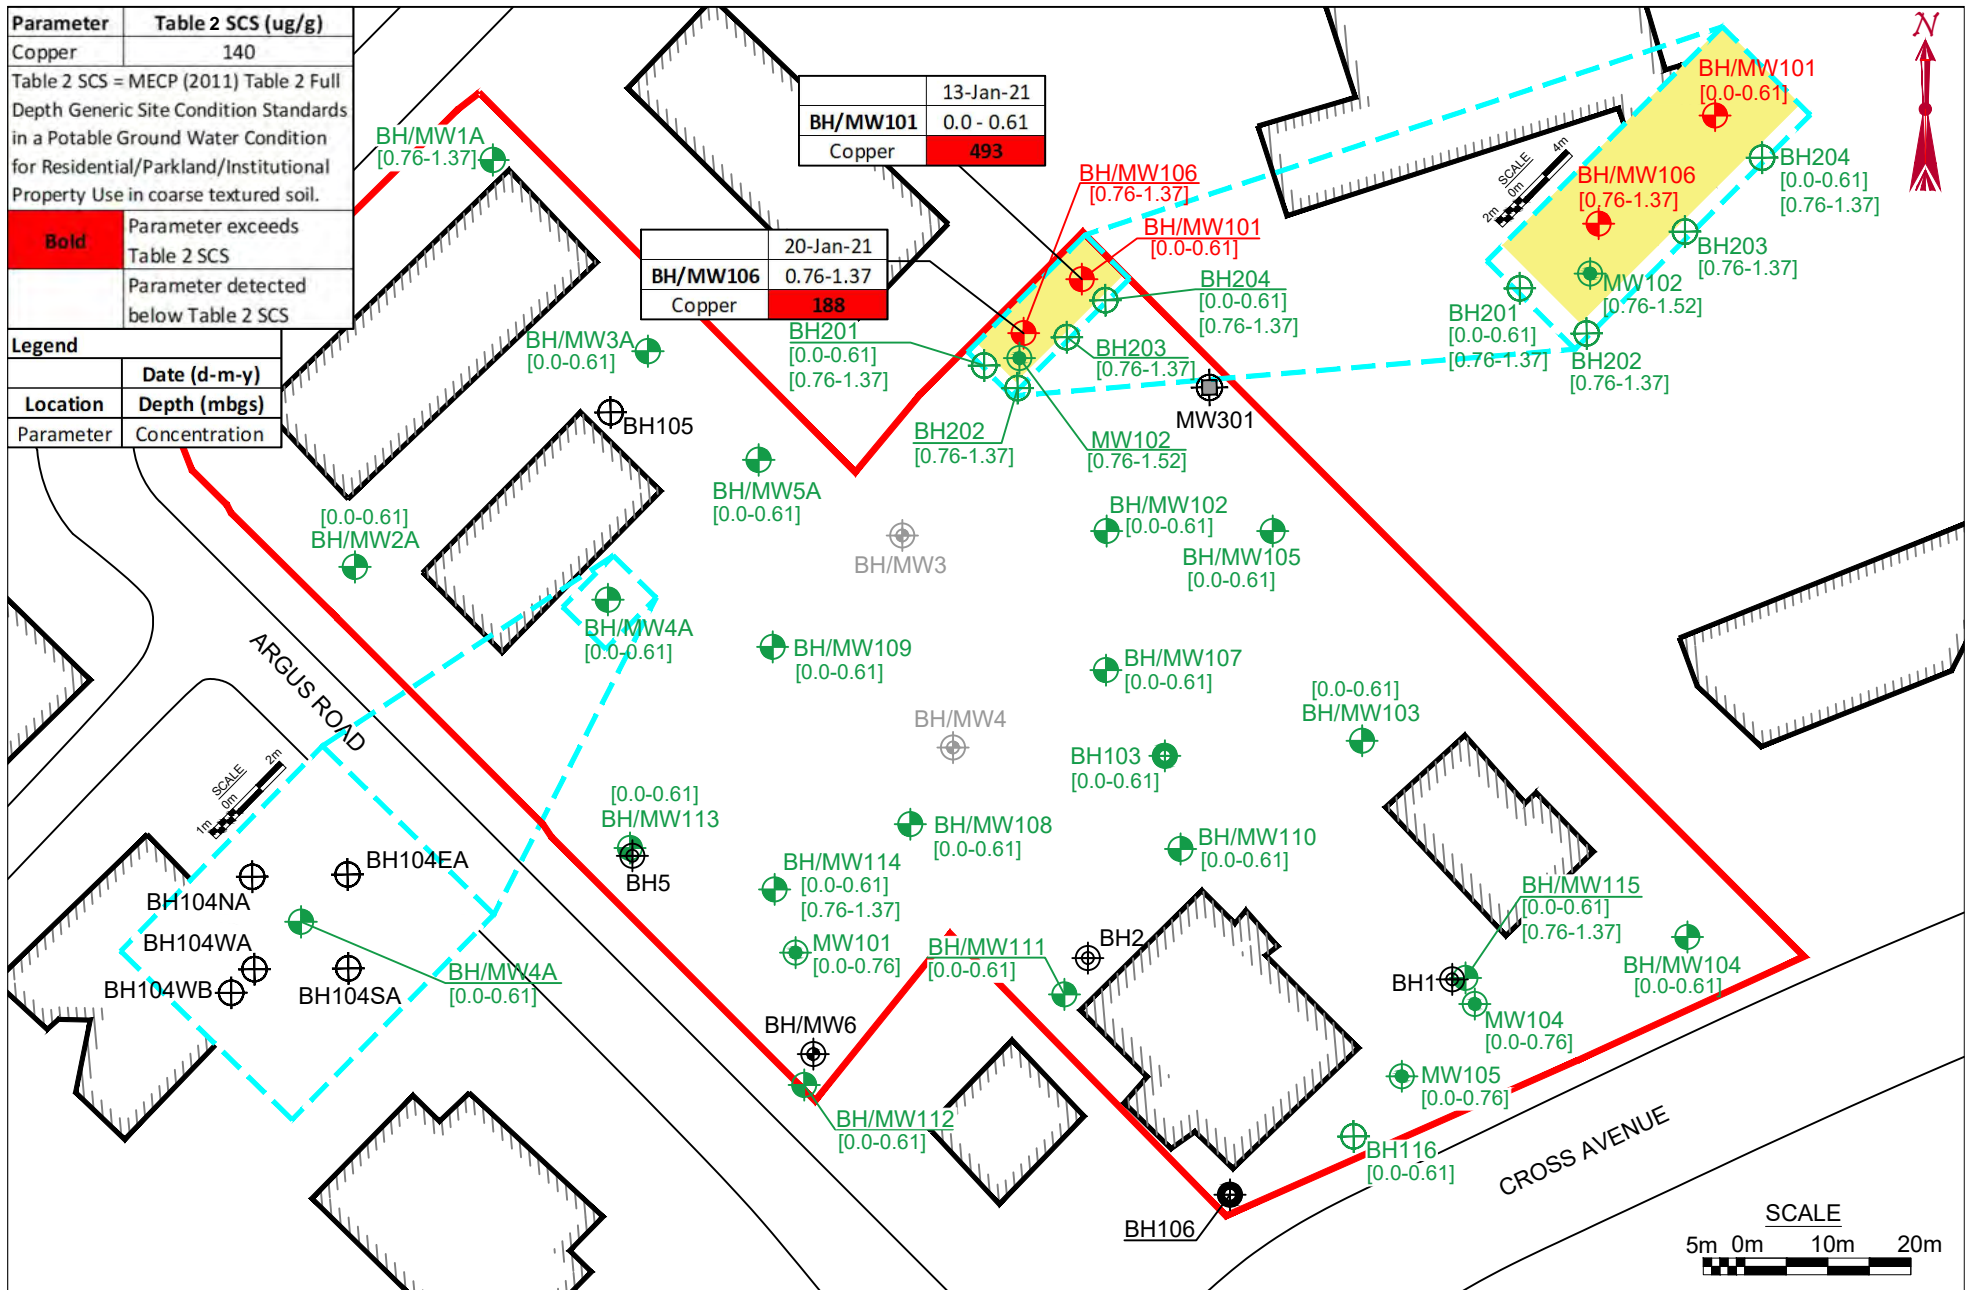 Parameter Table 2 SCS (ug/g)
Copper 140
Table 2 SCS = MECP (2011) Table 2 Full
Depth Generic Site Condition Standards
in a Potable Ground Water Condition
for Residential/Parkland/Institutional
Property Use in coarse textured soil.
Bold Parameter exceeds
Table 2 SCS
Parameter detected
below Table 2 SCS
Legend
Date (d-m-y)
Location Depth (mbgs)
Parameter Concentration
13-Jan-21
BH/MW101 0.0 - 0.61
Copper 493
20-Jan-21
BH/MW106 0.76-1.37
Copper 188
N
BH/MW101
[0.0-0.61]
SCALE
2m 0m 4m
BH/MW106
[0.76-1.37]
BH204
[0.0-0.61]
[0.76-1.37]
BH203
[0.76-1.37]
MW102
[0.76-1.52]
BH201
[0.0-0.61]
[0.76-1.37]
BH202
[0.76-1.37]
BH/MW1A
[0.76-1.37]
BH/MW106
[0.76-1.37]
BH/MW101
[0.0-0.61]
BH204
[0.0-0.61]
[0.76-1.37]
BH201
[0.0-0.61]
[0.76-1.37]
BH203
[0.76-1.37]
BH/MW3A
[0.0-0.61]
BH105
MW301
BH202
[0.76-1.37]
MW102
[0.76-1.52]
BH/MW5A
[0.0-0.61]
[0.0-0.61]
BH/MW2A
BH/MW3
BH/MW102
[0.0-0.61]
BH/MW105
[0.0-0.61]
BH/MW4A
[0.0-0.61]
BH/MW109
[0.0-0.61]
BH/MW107
[0.0-0.61]
[0.0-0.61]
BH/MW103
ARGUS ROAD
BH/MW4
BH103
[0.0-0.61]
SCALE
1m 0m 2m
[0.0-0.61]
BH/MW113
BH5
BH/MW108
[0.0-0.61]
BH/MW110
[0.0-0.61]
BH/MW114
[0.0-0.61]
[0.76-1.37]
BH104EA
BH104NA
BH104WA
BH104WB
BH104SA
BH/MW4A
[0.0-0.61]
MW101
[0.0-0.76]
BH/MW111
[0.0-0.61]
BH2
BH/MW115
[0.0-0.61]
[0.76-1.37]
BH1
BH/MW104
[0.0-0.61]
MW104
[0.0-0.76]
BH/MW6
MW105
[0.0-0.76]
BH/MW112
[0.0-0.61]
BH116
[0.0-0.61]
CROSS AVENUE
BH106
SCALE
5m 0m 10m 20m